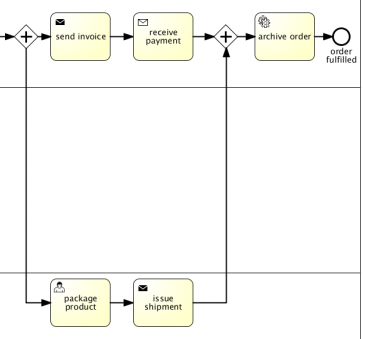 send invoice
receive
payment
archive order
order
fulfilled
package
product
issue
shipment